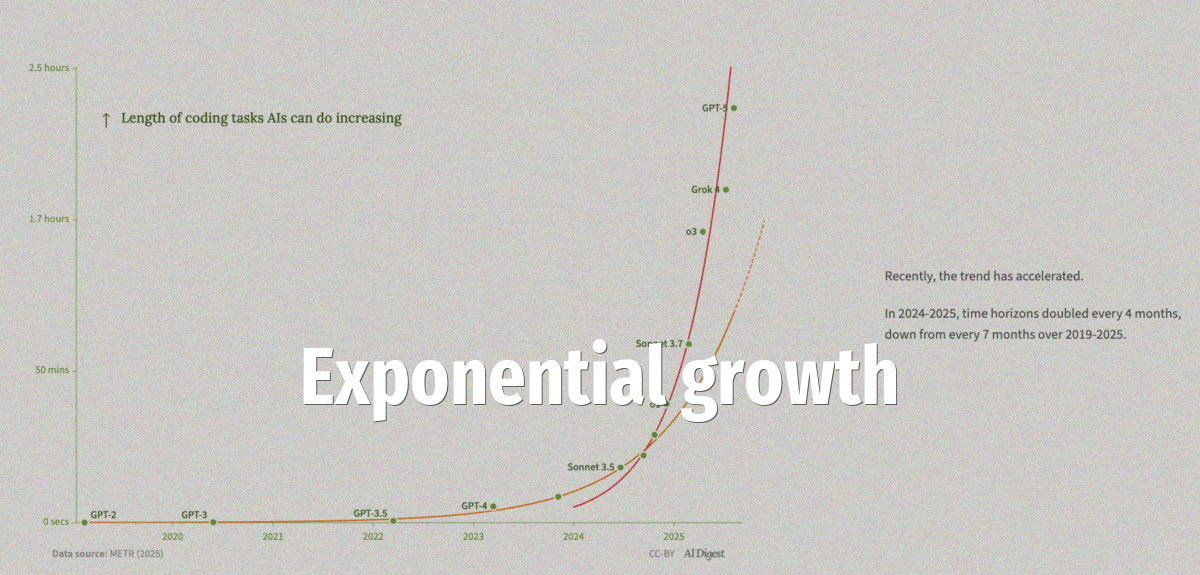 2.5 hours
↑ Length of coding tasks AIs can do increasing
GPT-5
Grok 4
1.7 hours
o3
Recently, the trend has accelerated.
In 2024-2025, time horizons doubled every 4 months,
down from every 7 months over 2019-2025.
Sonnet 3.7
50 mins
Exponential growth
Sonnet 3.5
GPT-4
GPT-3.5
GPT-3
GPT-2
0 secs
2020 2021 2022 2023 2024 2025
Data source: METR (2025)
CC-BY AI Digest